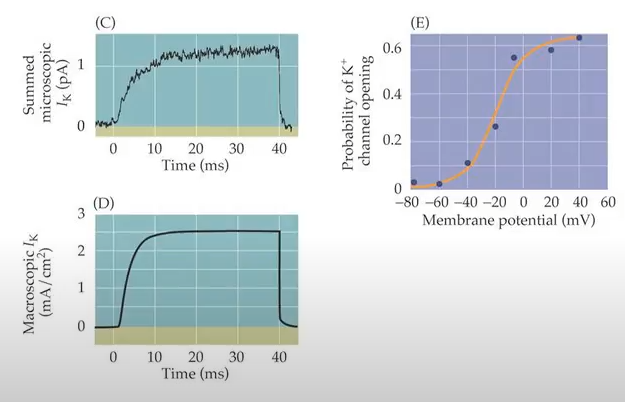 (C)
Summed
microscopic
I_K (pA)
1
0
0 10 20 30 40
Time (ms)
(D)
Macroscopic I_K
(mA/cm²)
3
2
1
0
0 10 20 30 40
Time (ms)
(E)
Probability of K⁺
channel opening
0.6
0.4
0.2
0
−80 −60 −40 −20 0 20 40 60
Membrane potential (mV)